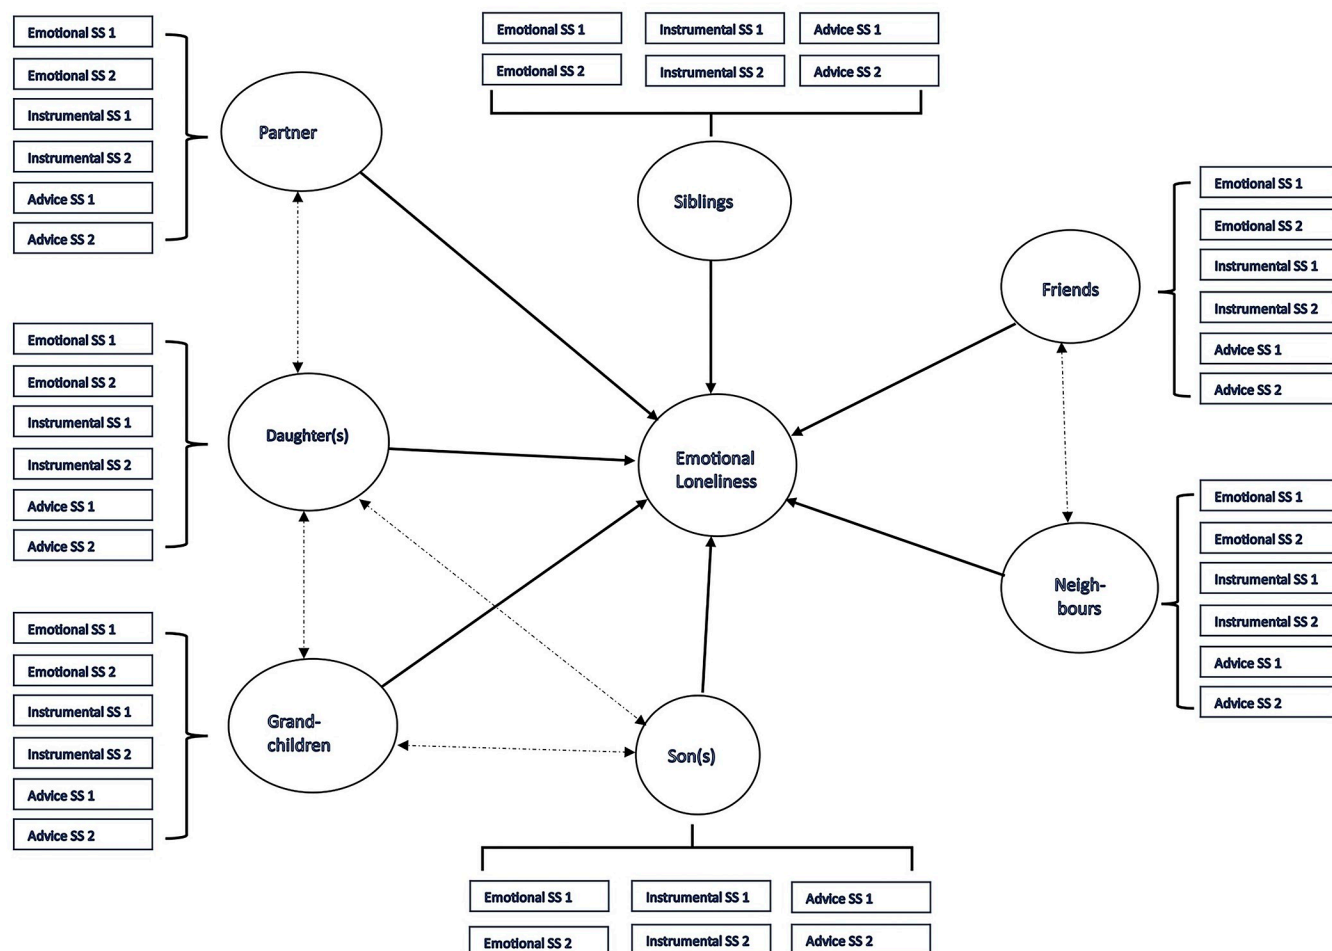 Emotional SS 1
Emotional SS 2
Instrumental SS 1
Instrumental SS 2
Advice SS 1
Advice SS 2
Partner
Emotional SS 1
Instrumental SS 1
Advice SS 1
Emotional SS 2
Instrumental SS 2
Advice SS 2
Siblings
Friends
Emotional SS 1
Emotional SS 2
Instrumental SS 1
Instrumental SS 2
Advice SS 1
Advice SS 2
Emotional SS 1
Emotional SS 2
Instrumental SS 1
Instrumental SS 2
Advice SS 1
Advice SS 2
Daughter(s)
Emotional
Loneliness
Neigh-
bours
Emotional SS 1
Emotional SS 2
Instrumental SS 1
Instrumental SS 2
Advice SS 1
Advice SS 2
Emotional SS 1
Emotional SS 2
Instrumental SS 1
Instrumental SS 2
Advice SS 1
Advice SS 2
Grand-
children
Son(s)
Emotional SS 1
Instrumental SS 1
Advice SS 1
Emotional SS 2
Instrumental SS 2
Advice SS 2